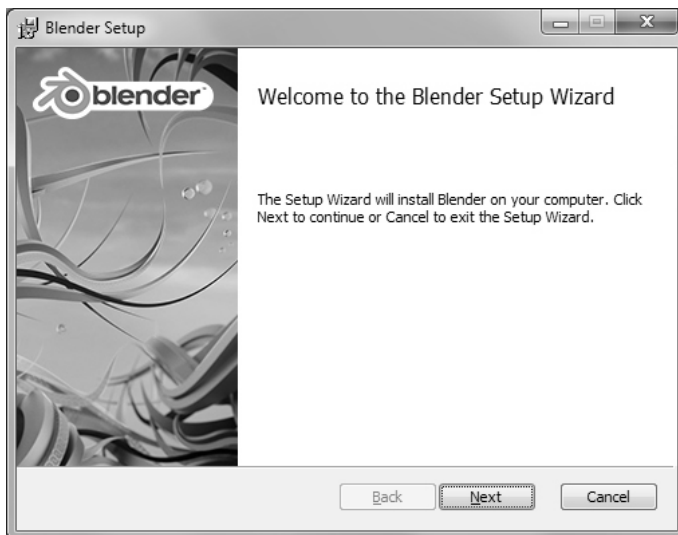 Blender Setup
blender
Welcome to the Blender Setup Wizard
The Setup Wizard will install Blender on your computer. Click
Next to continue or Cancel to exit the Setup Wizard.
Back
Next
Cancel